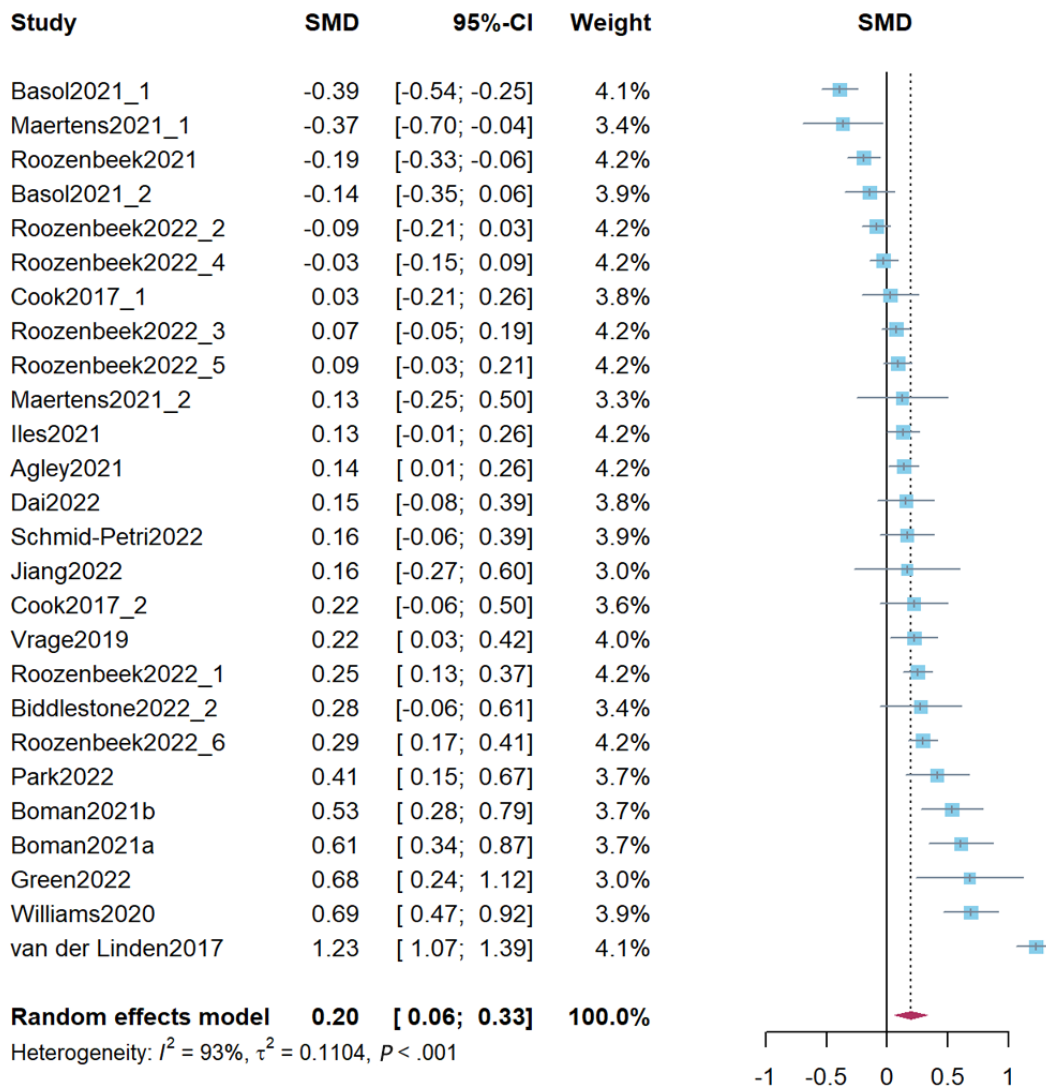 Study SMD 95%-CI Weight SMD
Basol2021_1 -0.39 [-0.54; -0.25] 4.1%
Maertens2021_1 -0.37 [-0.70; -0.04] 3.4%
Roozenbeek2021 -0.19 [-0.33; -0.06] 4.2%
Basol2021_2 -0.14 [-0.35; 0.06] 3.9%
Roozenbeek2022_2 -0.09 [-0.21; 0.03] 4.2%
Roozenbeek2022_4 -0.03 [-0.15; 0.09] 4.2%
Cook2017_1 0.03 [-0.21; 0.26] 3.8%
Roozenbeek2022_3 0.07 [-0.05; 0.19] 4.2%
Roozenbeek2022_5 0.09 [-0.03; 0.21] 4.2%
Maertens2021_2 0.13 [-0.25; 0.50] 3.3%
Iles2021 0.13 [-0.01; 0.26] 4.2%
Agley2021 0.14 [ 0.01; 0.26] 4.2%
Dai2022 0.15 [-0.08; 0.39] 3.8%
Schmid-Petri2022 0.16 [-0.06; 0.39] 3.9%
Jiang2022 0.16 [-0.27; 0.60] 3.0%
Cook2017_2 0.22 [-0.06; 0.50] 3.6%
Vrage2019 0.22 [ 0.03; 0.42] 4.0%
Roozenbeek2022_1 0.25 [ 0.13; 0.37] 4.2%
Biddlestone2022_2 0.28 [-0.06; 0.61] 3.4%
Roozenbeek2022_6 0.29 [ 0.17; 0.41] 4.2%
Park2022 0.41 [ 0.15; 0.67] 3.7%
Boman2021b 0.53 [ 0.28; 0.79] 3.7%
Boman2021a 0.61 [ 0.34; 0.87] 3.7%
Green2022 0.68 [ 0.24; 1.12] 3.0%
Williams2020 0.69 [ 0.47; 0.92] 3.9%
van der Linden2017 1.23 [ 1.07; 1.39] 4.1%
Random effects model 0.20 [ 0.06; 0.33] 100.0%
Heterogeneity: I² = 93%, τ² = 0.1104, P < .001
-1 -0.5 0 0.5 1